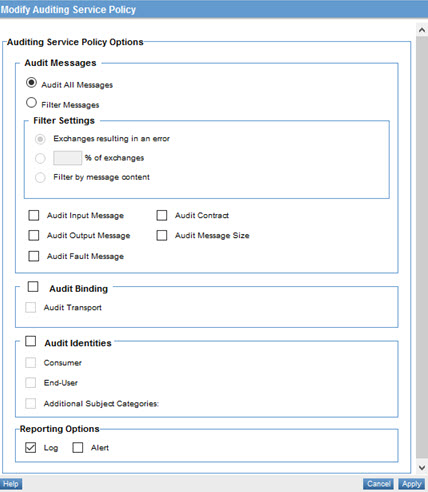 Modify Auditing Service Policy
Auditing Service Policy Options
Audit Messages
Audit All Messages
Filter Messages
Filter Settings
Exchanges resulting in an error
% of exchanges
Filter by message content
Audit Input Message Audit Contract
Audit Output Message Audit Message Size
Audit Fault Message
Audit Binding
Audit Transport
Audit Identities
Consumer
End-User
Additional Subject Categories:
Reporting Options
Log Alert
Help Cancel Apply